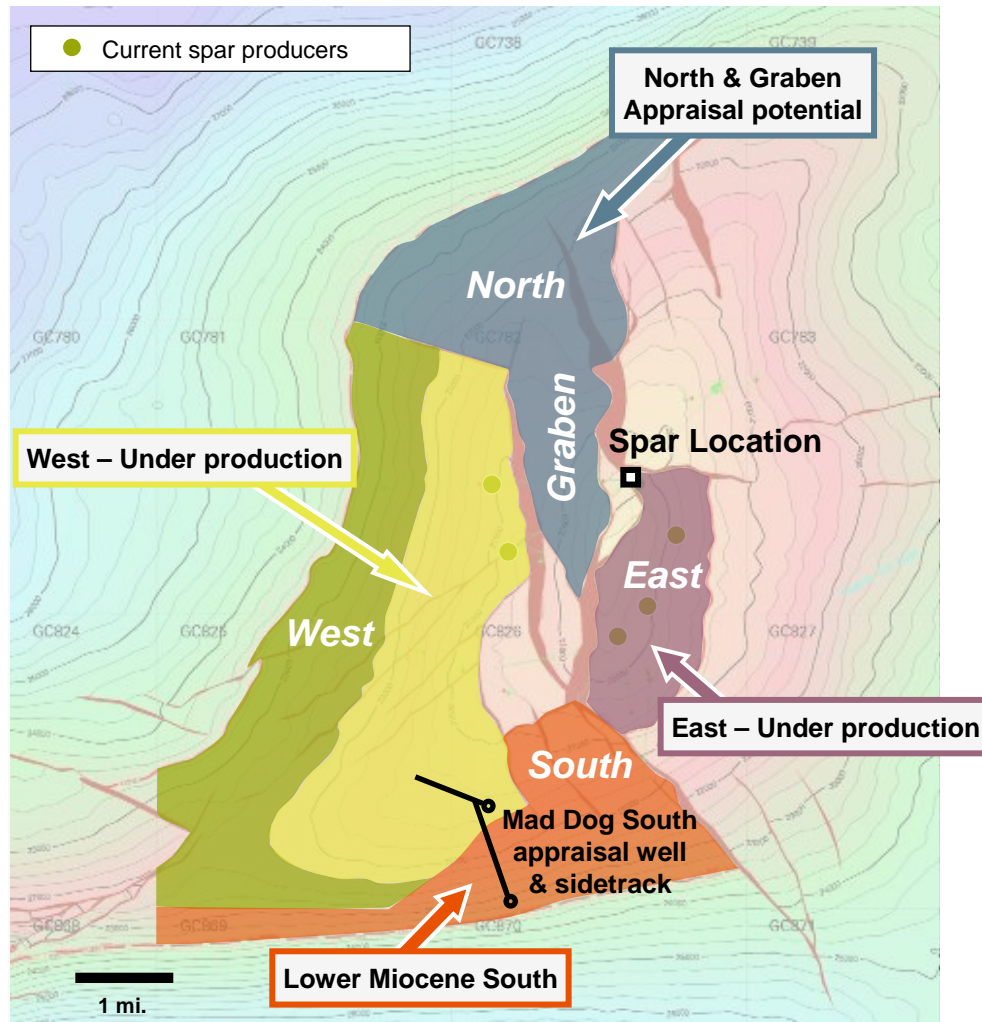 Current spar producers
GC738
GC739
North & Graben
Appraisal potential
North
GC780
GC781
GC782
GC783
Graben
Spar Location
West – Under production
East
West
GC824
GC825
GC826
GC827
East – Under production
South
Mad Dog South
appraisal well
& sidetrack
GC868
GC869
GC870
GC871
Lower Miocene South
1 mi.